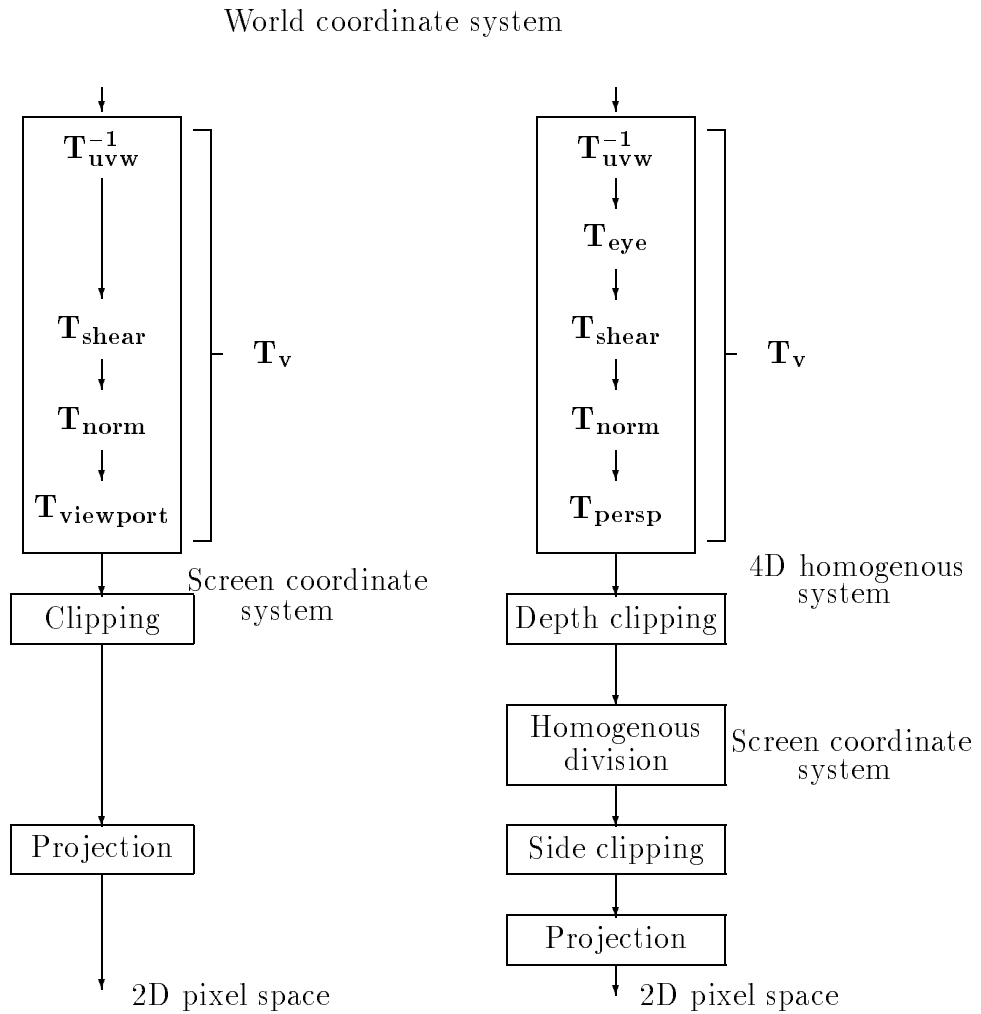 World coordinate system
T_uvw^-1
T_shear
T_norm
T_viewport
T_v
Screen coordinate
system
Clipping
Projection
2D pixel space
T_uvw^-1
T_eye
T_shear
T_norm
T_persp
T_v
4D homogenous
system
Depth clipping
Homogenous
division
Screen coordinate
system
Side clipping
Projection
2D pixel space